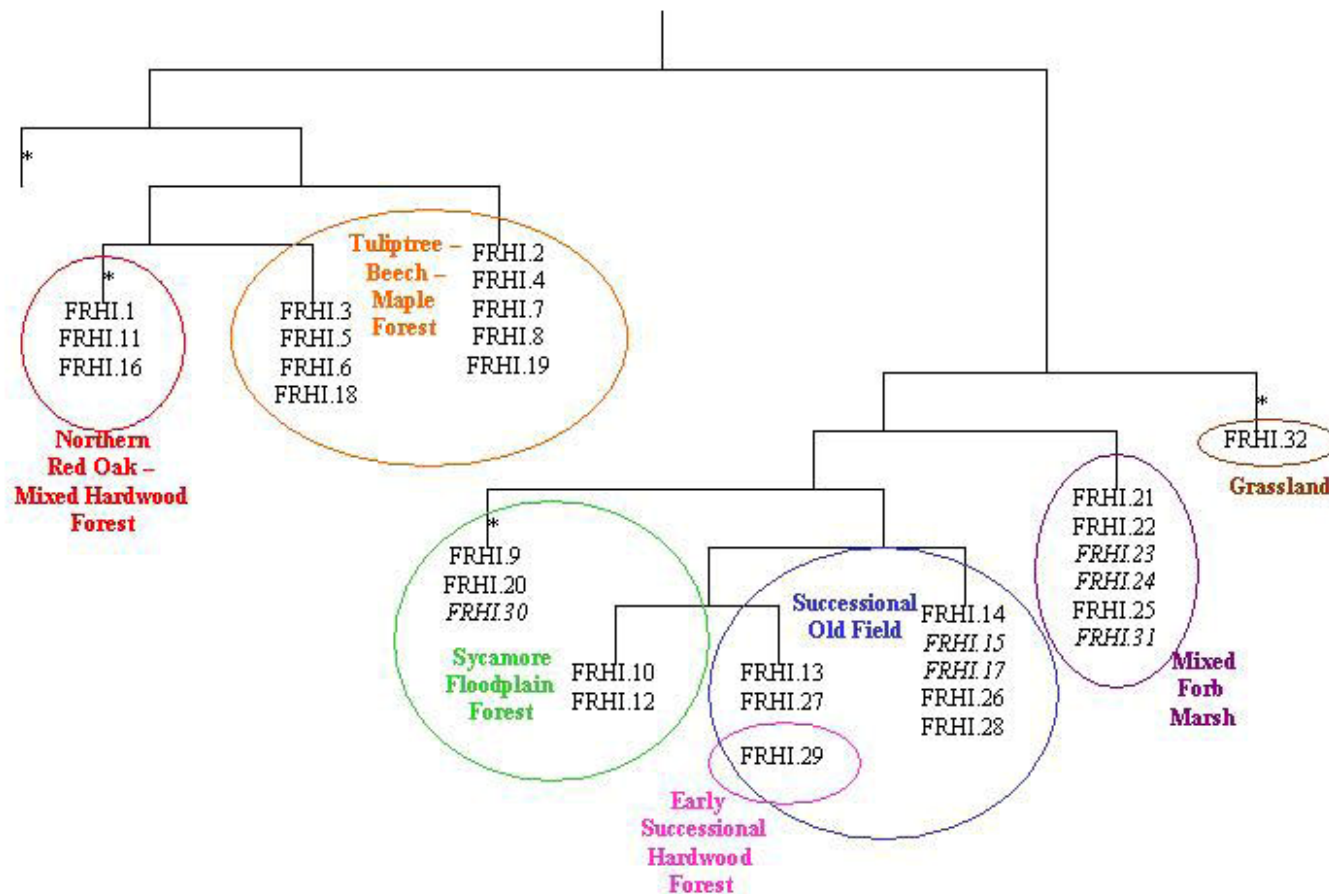 *
*
FRHI.1
FRHI.11
FRHI.16
Northern
Red Oak –
Mixed Hardwood
Forest
Tuliptree –
Beech –
Maple
Forest
FRHI.3
FRHI.5
FRHI.6
FRHI.18
FRHI.2
FRHI.4
FRHI.7
FRHI.8
FRHI.19
*
FRHI.9
FRHI.20
FRHI.30
Sycamore
Floodplain
Forest
FRHI.10
FRHI.12
FRHI.13
FRHI.27
FRHI.29
Early
Successional
Hardwood
Forest
Successional
Old Field
FRHI.14
FRHI.15
FRHI.17
FRHI.26
FRHI.28
FRHI.21
FRHI.22
FRHI.23
FRHI.24
FRHI.25
FRHI.31
Mixed
Forb
Marsh
*
FRHI.32
Grassland